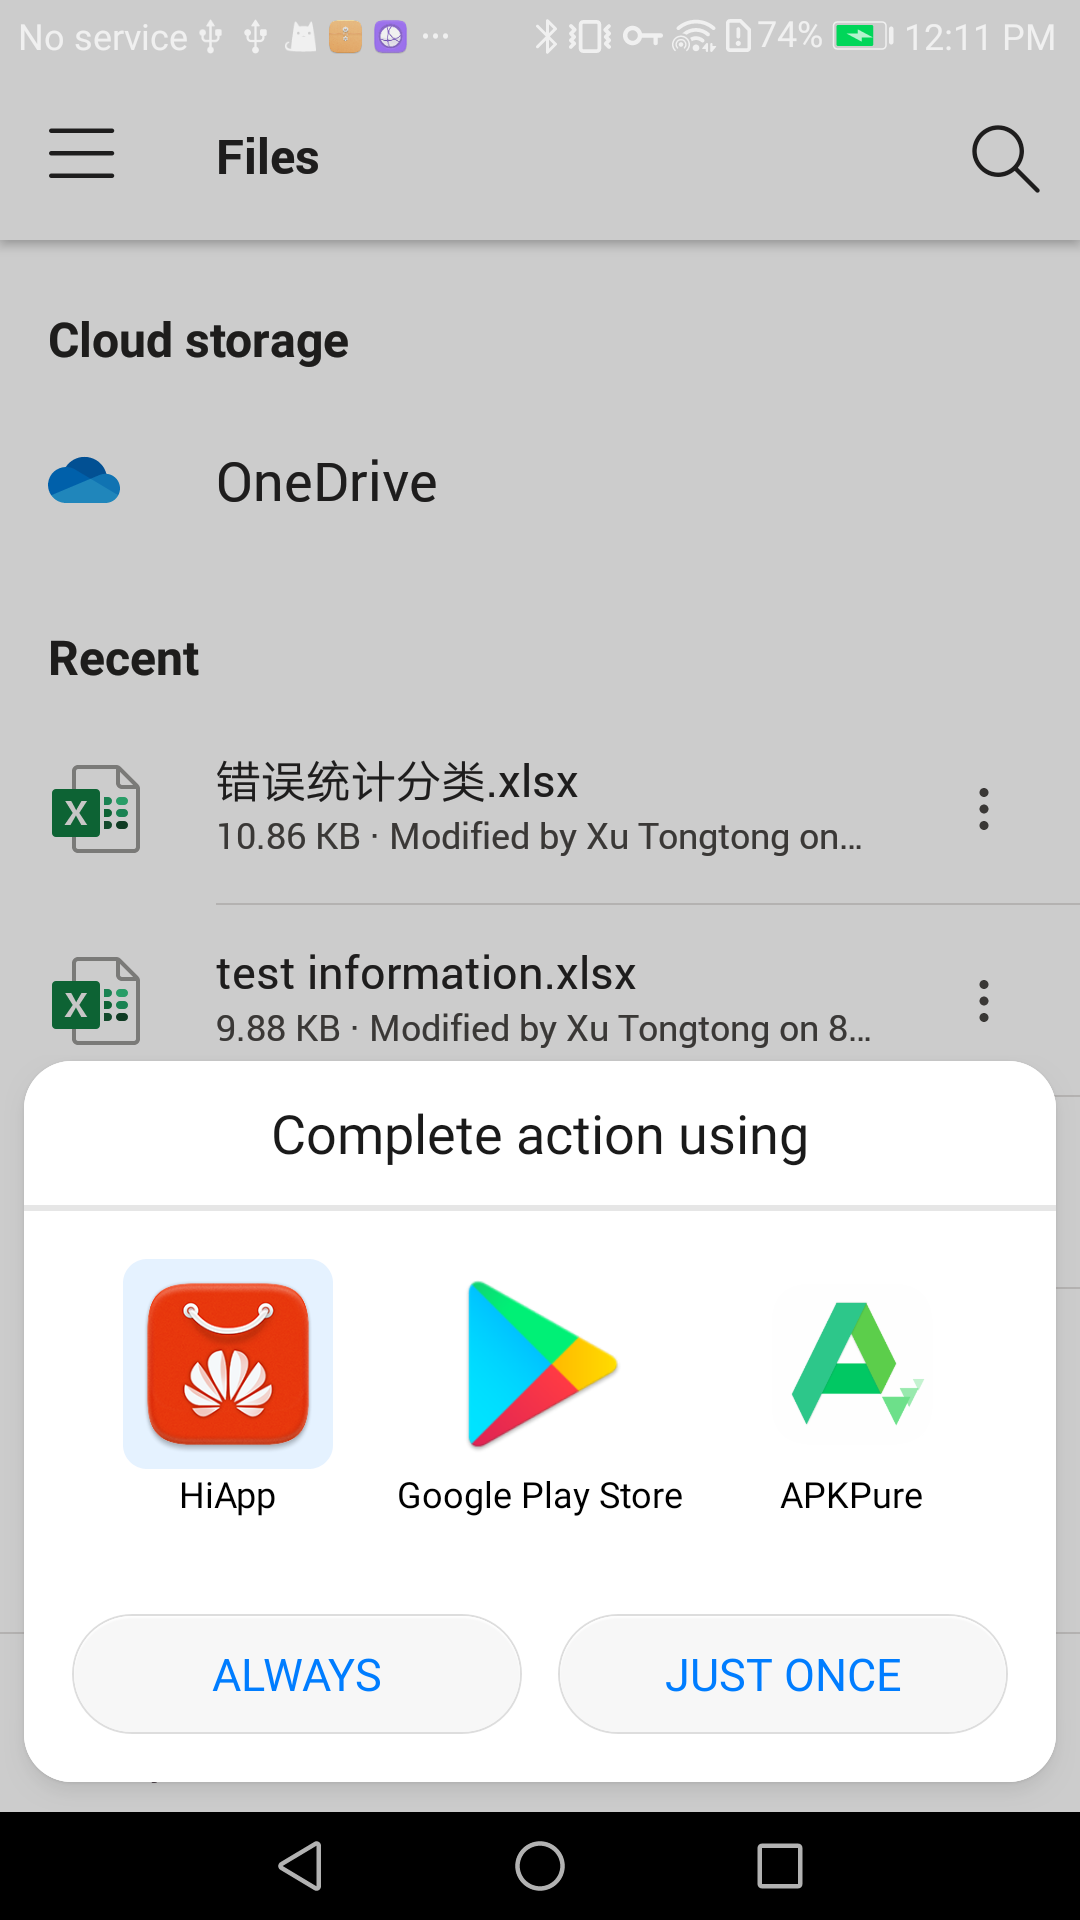 No service 74% 12:11 PM
Files
Cloud storage
OneDrive
Recent
错误统计分类.xlsx
10.86 KB · Modified by Xu Tongtong on...
test information.xlsx
9.88 KB · Modified by Xu Tongtong on 8...
Complete action using
HiApp Google Play Store APKPure
ALWAYS JUST ONCE